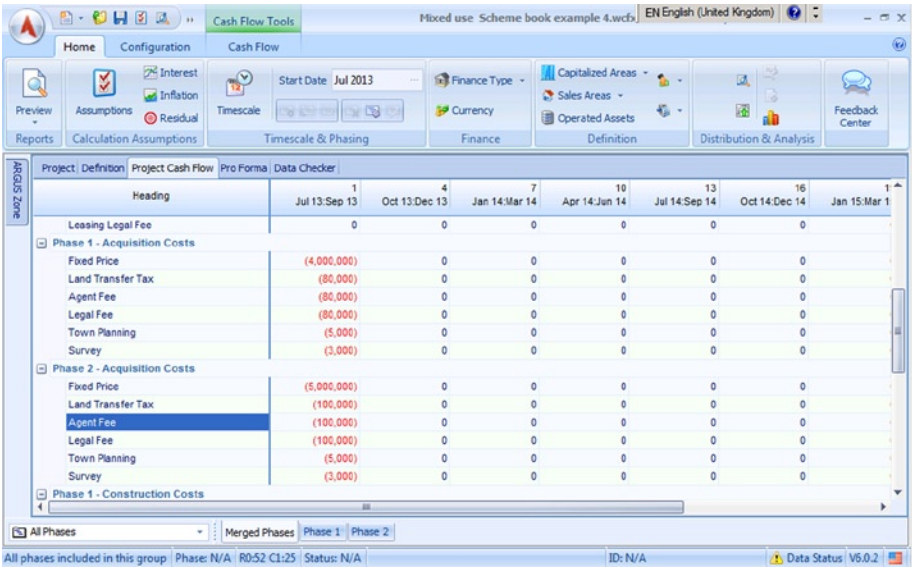 Cash Flow Tools
Mixed use Scheme book example 4.wcfx
EN English (United Kingdom)
Home Configuration Cash Flow
Preview
Reports
Assumptions
Interest
Inflation
Residual
Calculation Assumptions
Timescale
Start Date Jul 2013
Timescale & Phasing
Finance Type
Currency
Finance
Capitalized Areas
Sales Areas
Operated Assets
Definition
Distribution & Analysis
Feedback
Center
ARGUS Zone
Project Definition Project Cash Flow Pro Forma Data Checker
Heading
1 4 7 10 13 16
Jul 13:Sep 13 Oct 13:Dec 13 Jan 14:Mar 14 Apr 14:Jun 14 Jul 14:Sep 14 Oct 14:Dec 14 Jan 15:Mar 1
Leasing Legal Fee 0 0 0 0 0 0
Phase 1 - Acquisition Costs
Fixed Price (4,000,000) 0 0 0 0 0
Land Transfer Tax (80,000) 0 0 0 0 0
Agent Fee (80,000) 0 0 0 0 0
Legal Fee (80,000) 0 0 0 0 0
Town Planning (5,000) 0 0 0 0 0
Survey (3,000) 0 0 0 0 0
Phase 2 - Acquisition Costs
Fixed Price (5,000,000) 0 0 0 0 0
Land Transfer Tax (100,000) 0 0 0 0 0
Agent Fee (100,000) 0 0 0 0 0
Legal Fee (100,000) 0 0 0 0 0
Town Planning (5,000) 0 0 0 0 0
Survey (3,000) 0 0 0 0 0
Phase 1 - Construction Costs
All Phases Merged Phases Phase 1 Phase 2
All phases included in this group Phase: N/A R0:52 C1:25 Status: N/A ID: N/A Data Status V6.0.2